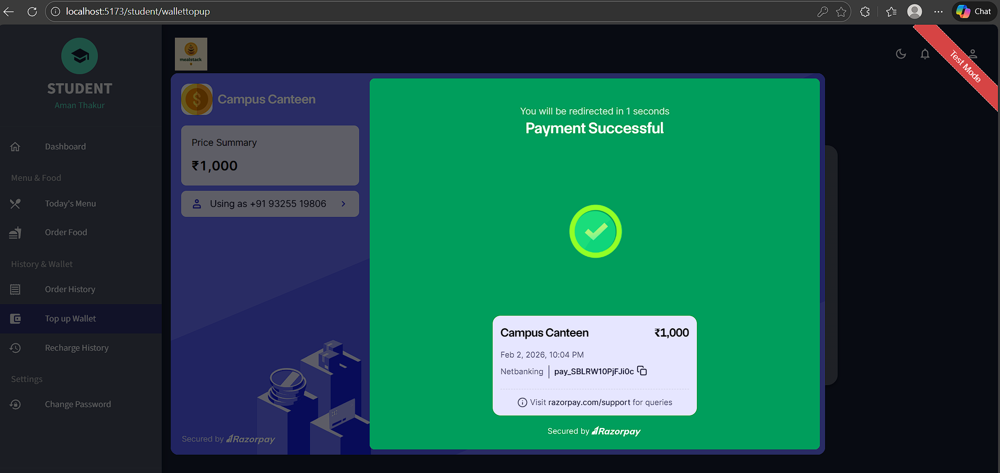 localhost:5173/student/wallettopup
Chat
STUDENT
Aman Thakur
Dashboard
Menu & Food
Today's Menu
Order Food
History & Wallet
Order History
Top up Wallet
Recharge History
Settings
Change Password
mealstack
Test Mode
Campus Canteen
Price Summary
₹1,000
Using as +91 93255 19806
Secured by Razorpay
You will be redirected in 1 seconds
Payment Successful
Campus Canteen ₹1,000
Feb 2, 2026, 10:04 PM
Netbanking | pay_SBLRW10PjFJi0c
Visit razorpay.com/support for queries
Secured by Razorpay